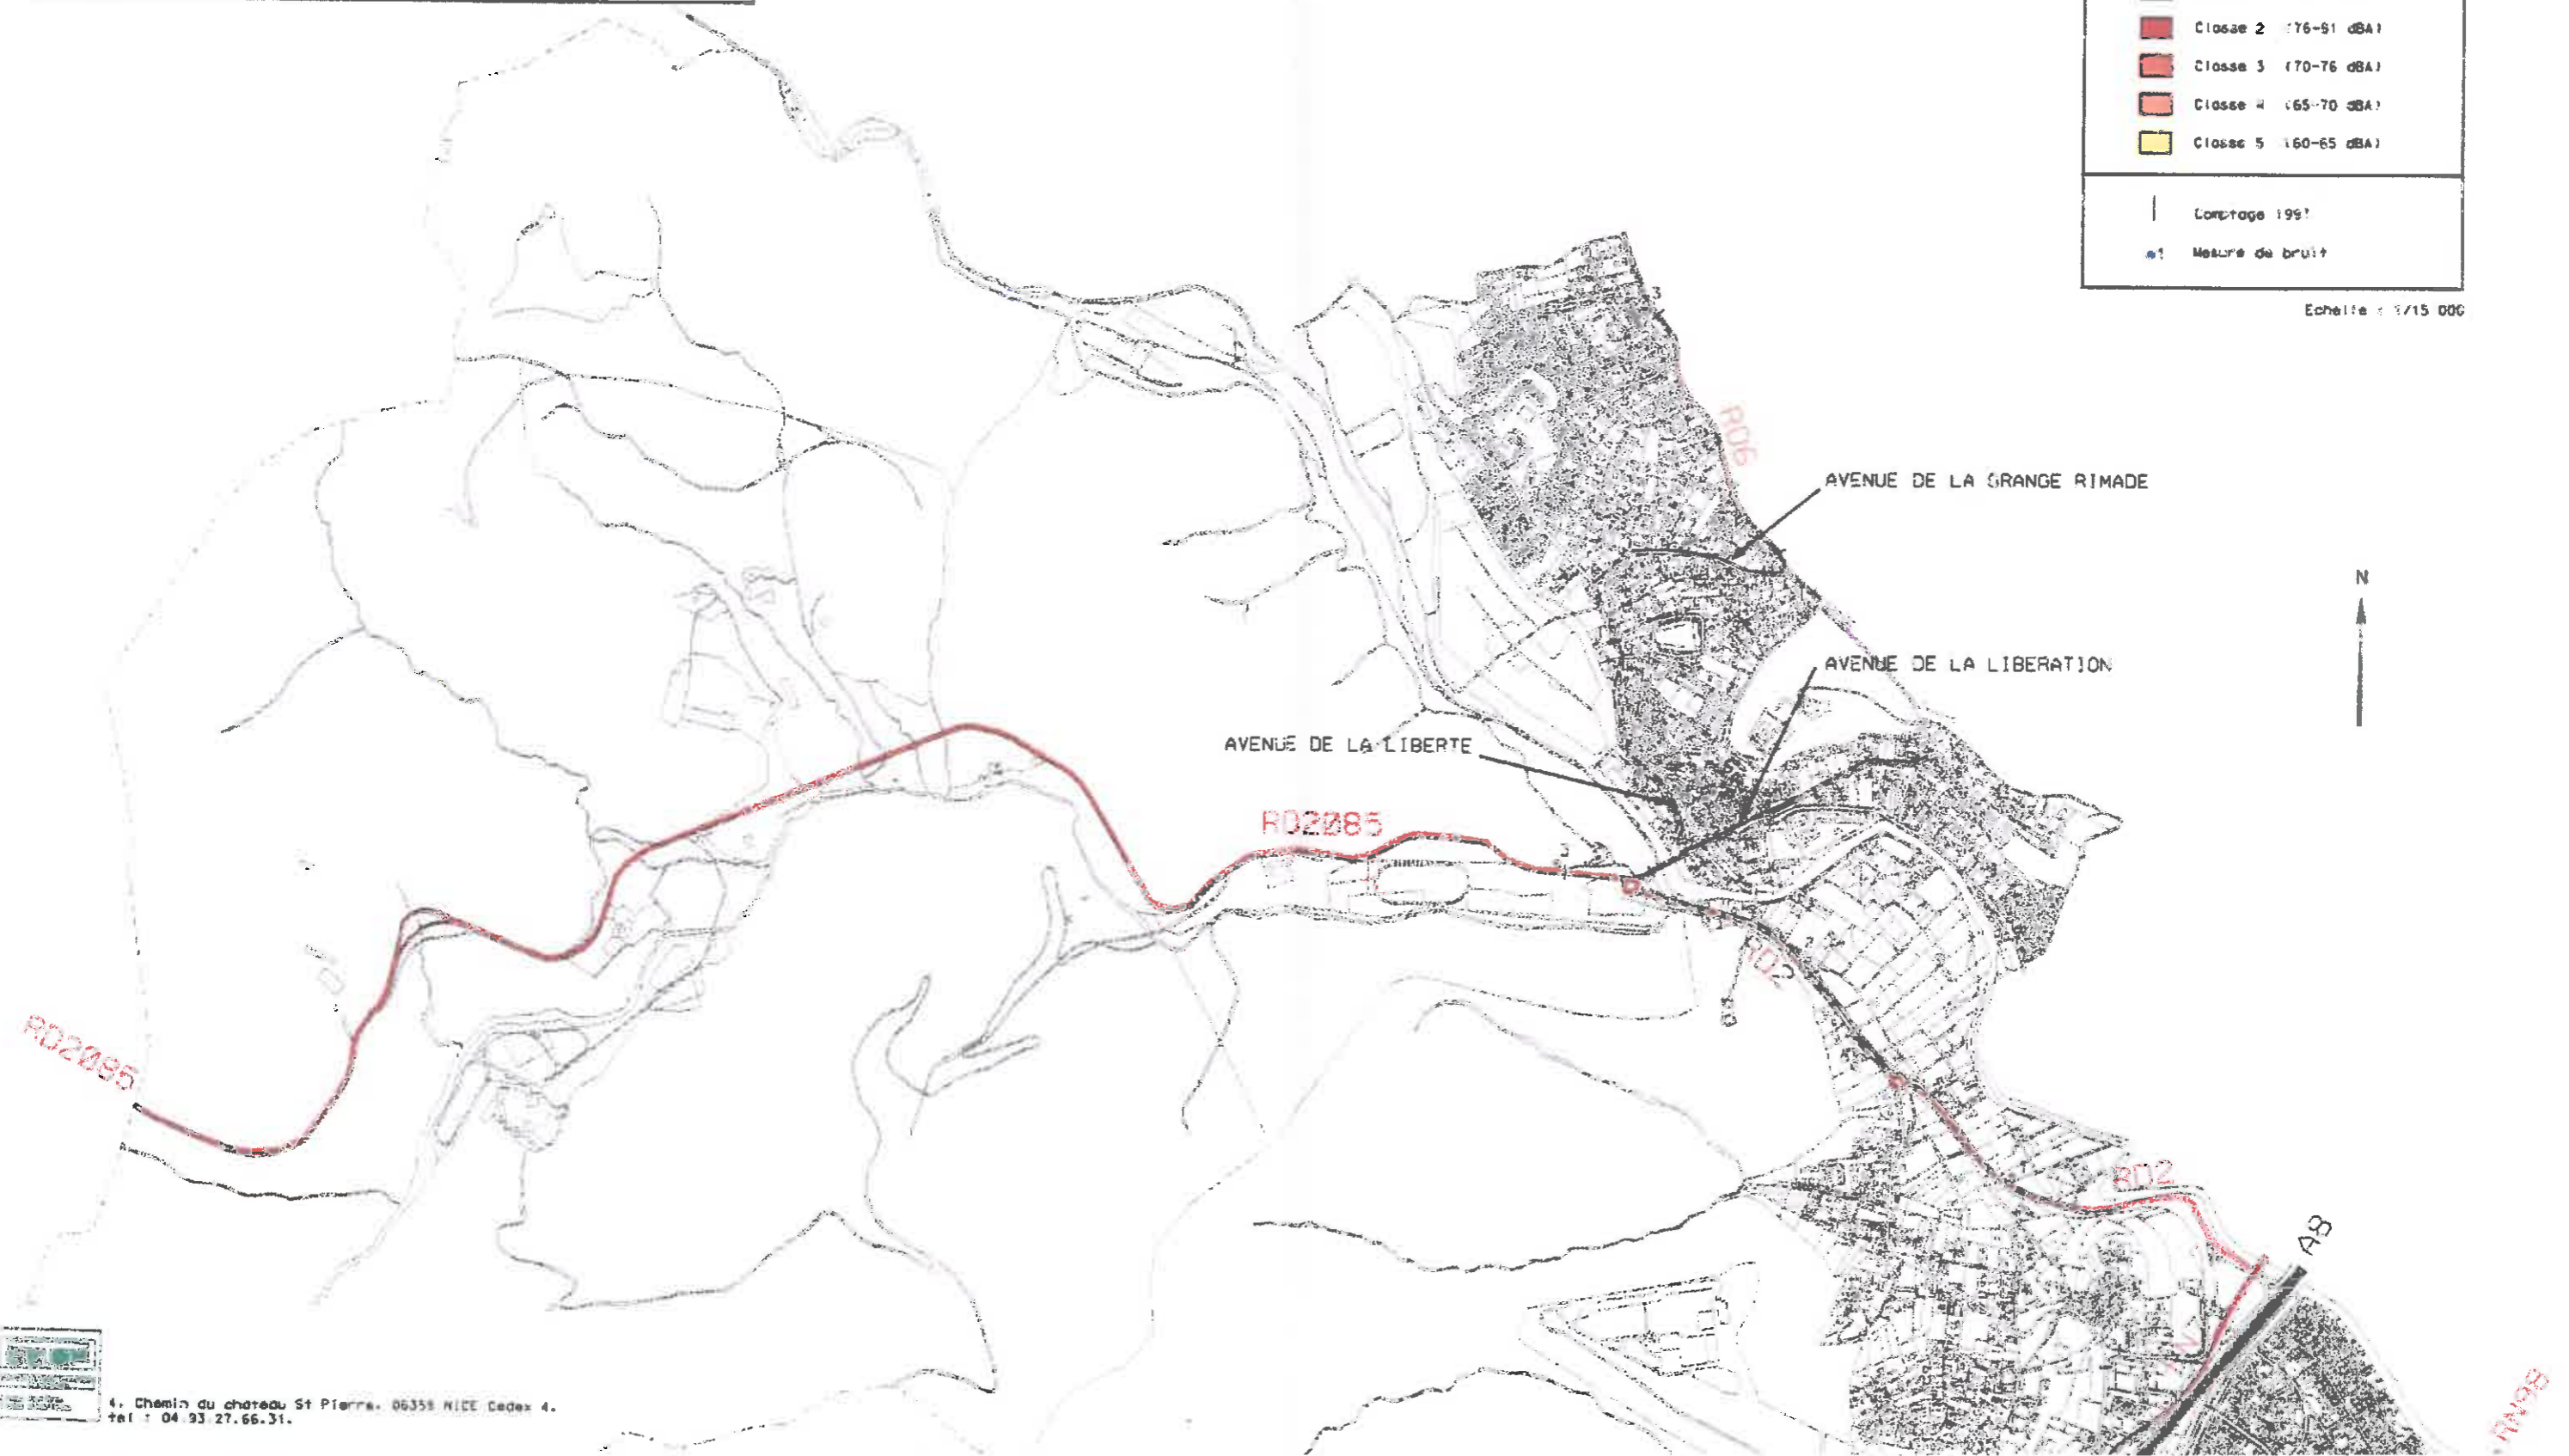 Classe 2 (76-81 dBA)
Classe 3 (70-76 dBA)
Classe 4 (65-70 dBA)
Classe 5 (60-65 dBA)
Comptage 1997
1 Mesure de bruit
Echelle : 1/15 000
RD6
AVENUE DE LA GRANGE RIMADE
N
AVENUE DE LA LIBERATION
AVENUE DE LA LIBERTE
RD2085
RD2
RD2085
RD2
A8
RN98
4, Chemin du chateau St Pierre. 06359 NICE Cedex 4.
tel : 04.93.27.66.31.